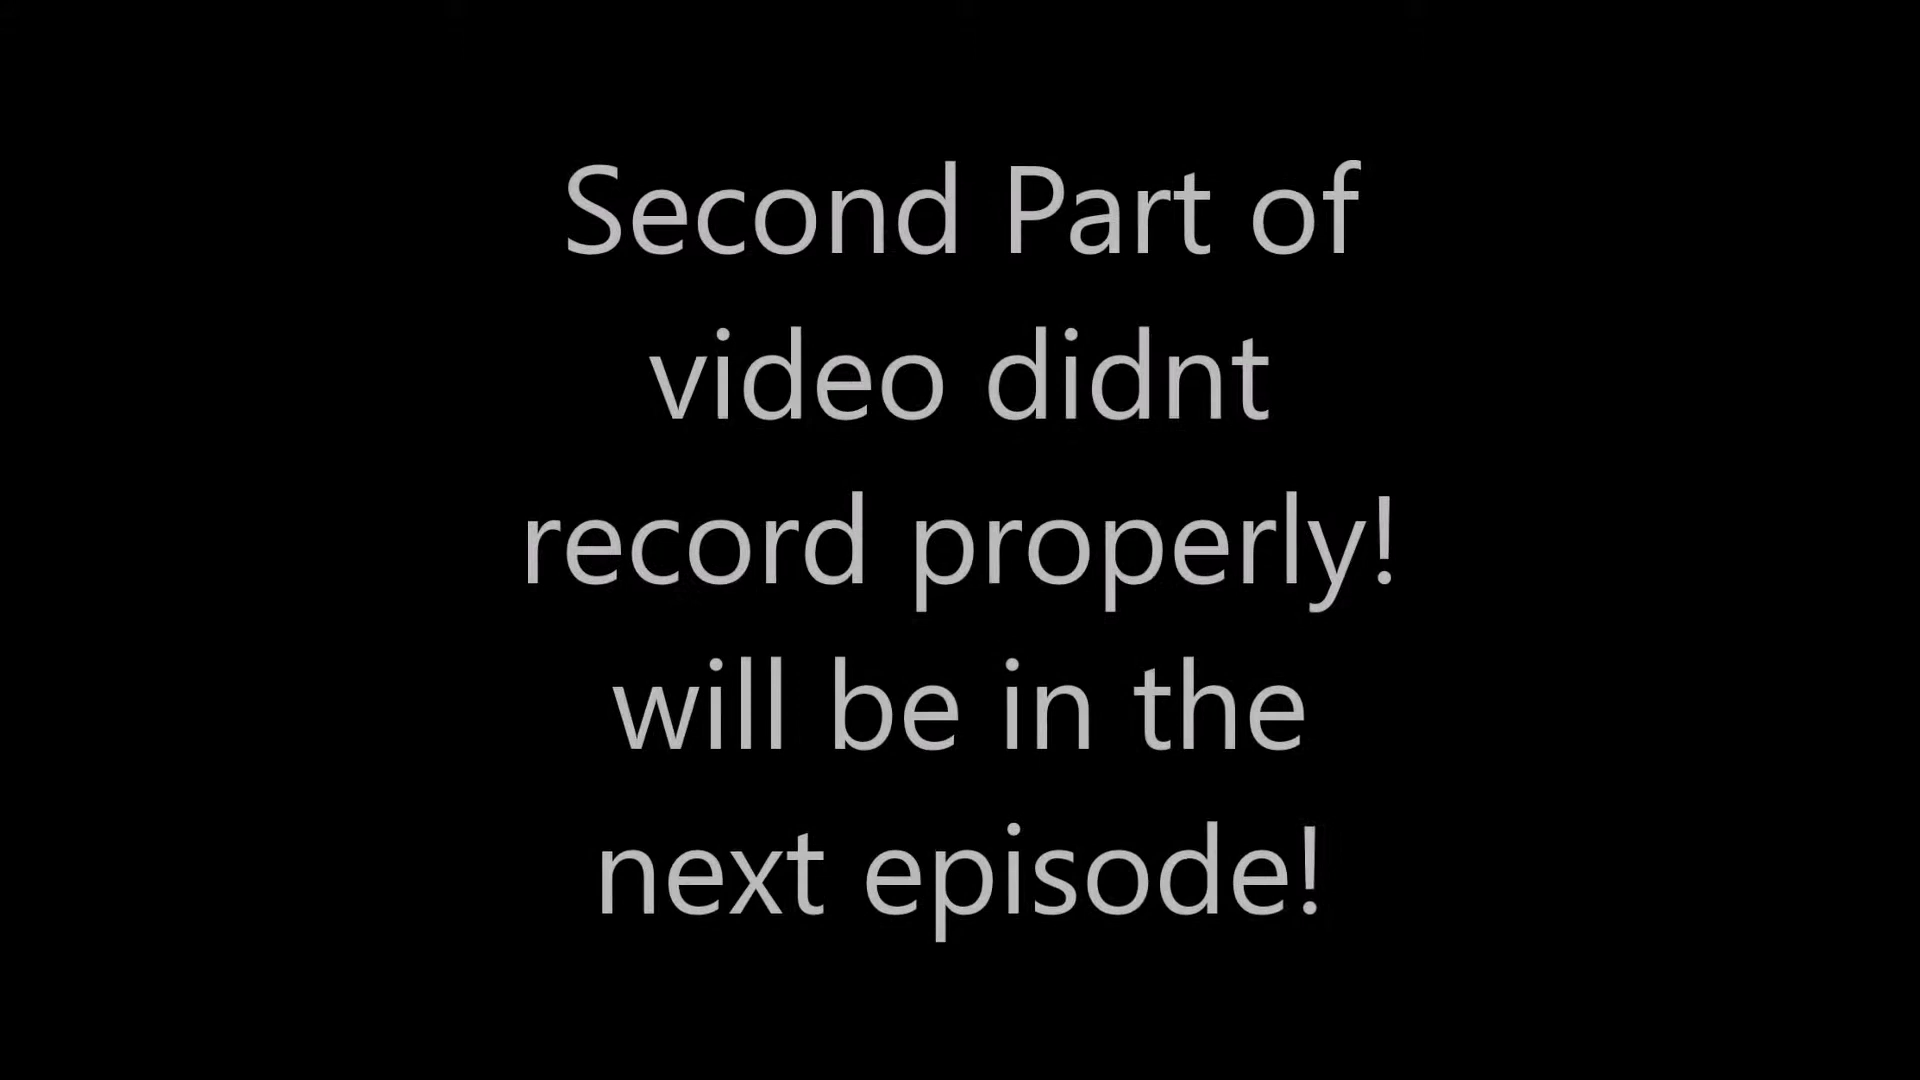 Second Part of
video didnt
record properly!
will be in the
next episode!